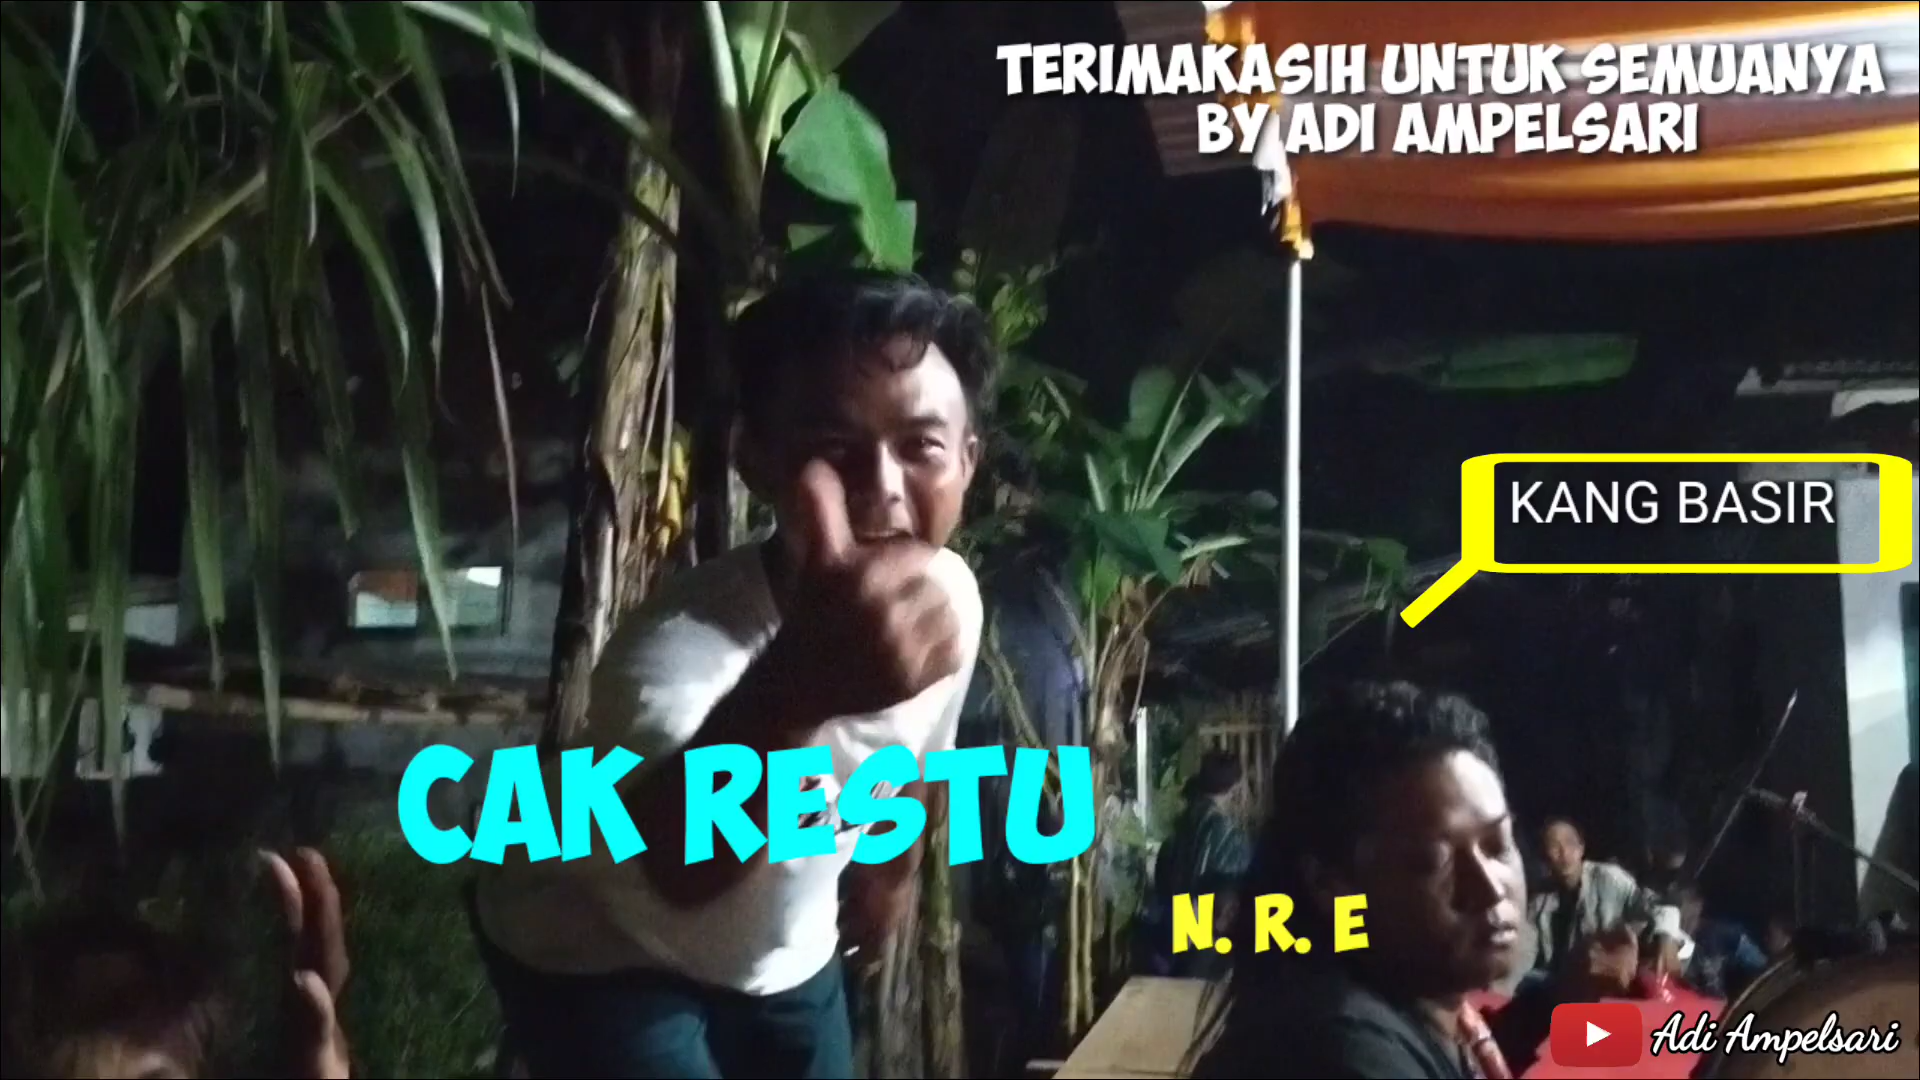 TERIMAKASIH UNTUK SEMUANYA
BY ADI AMPELSARI
KANG BASIR
CAK RESTU
N. R. E
Adi Ampelsari